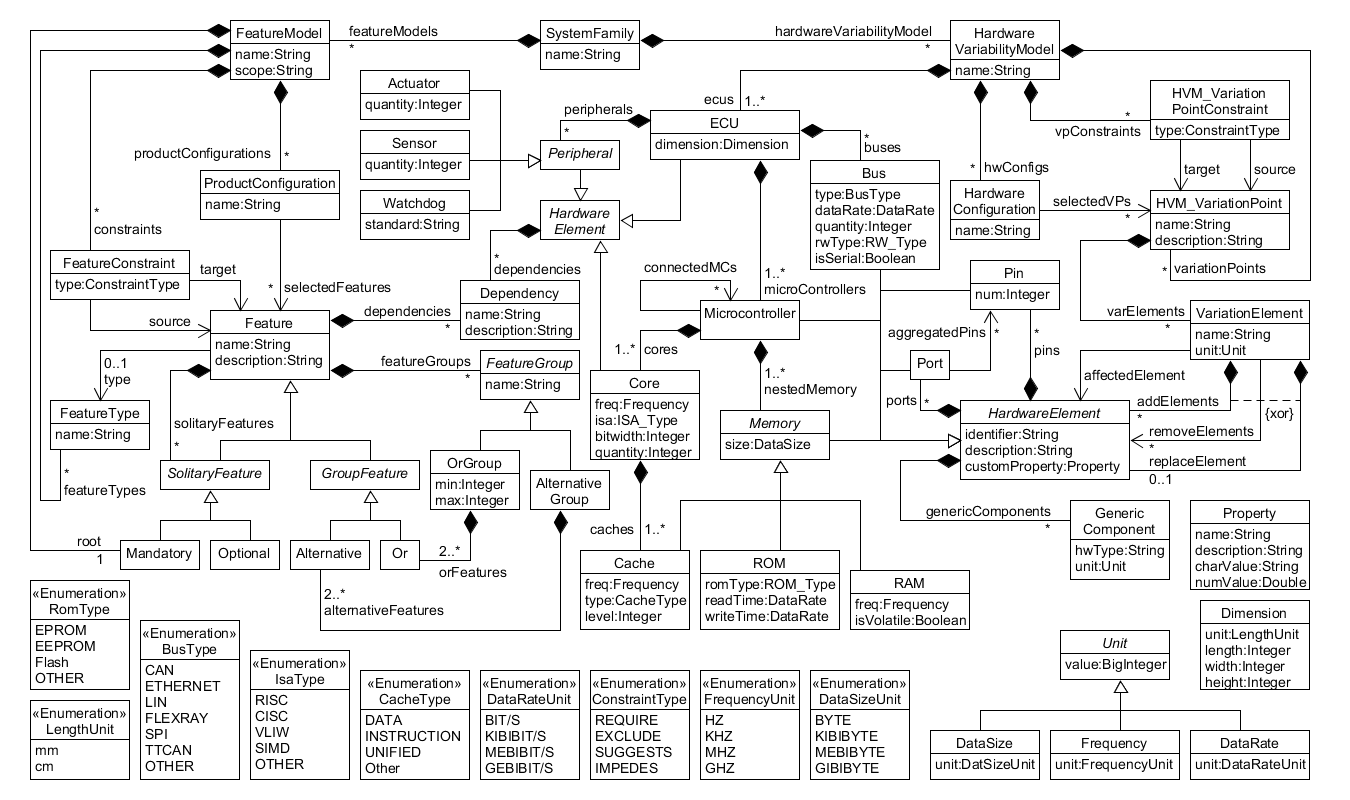 FeatureModel
name:String
scope:String
featureModels
*
SystemFamily
name:String
hardwareVariabilityModel
*
Hardware
VariabilityModel
name:String
Actuator
quantity:Integer
Sensor
quantity:Integer
Watchdog
standard:String
peripherals
*
Peripheral
ecus
1..*
ECU
dimension:Dimension
*
buses
Bus
type:BusType
dataRate:DataRate
quantity:Integer
rwType:RW_Type
isSerial:Boolean
HVM_Variation
PointConstraint
type:ConstraintType
*
vpConstraints
*
hwConfigs
target
source
Hardware
Configuration
name:String
selectedVPs
*
HVM_VariationPoint
name:String
description:String
*
variationPoints
productConfigurations
*
ProductConfiguration
name:String
*
constraints
Hardware
Element
*
dependencies
FeatureConstraint
type:ConstraintType
target
source
*
selectedFeatures
Feature
name:String
description:String
dependencies
*
Dependency
name:String
description:String
connectedMCs
*
1..*
microControllers
Microcontroller
Pin
num:Integer
aggregatedPins
*
*
pins
Port
ports
*
varElements
*
VariationElement
name:String
unit:Unit
0..1
type
FeatureType
name:String
*
featureTypes
solitaryFeatures
*
featureGroups
*
FeatureGroup
name:String
1..*
cores
Core
freq:Frequency
isa:ISA_Type
bitwidth:Integer
quantity:Integer
1..*
nestedMemory
Memory
size:DataSize
HardwareElement
identifier:String
description:String
customProperty:Property
affectedElement
addElements
*
{xor}
removeElements
*
replaceElement
0..1
SolitaryFeature
GroupFeature
OrGroup
min:Integer
max:Integer
Alternative
Group
genericComponents
*
Generic
Component
hwType:String
unit:Unit
Property
name:String
description:String
charValue:String
numValue:Double
root
1
Mandatory
Optional
Alternative
Or
2..*
orFeatures
2..*
alternativeFeatures
caches
1..*
Cache
freq:Frequency
type:CacheType
level:Integer
ROM
romType:ROM_Type
readTime:DataRate
writeTime:DataRate
RAM
freq:Frequency
isVolatile:Boolean
Dimension
unit:LengthUnit
length:Integer
width:Integer
height:Integer
«Enumeration»
RomType
EPROM
EEPROM
Flash
OTHER
«Enumeration»
LengthUnit
mm
cm
«Enumeration»
BusType
CAN
ETHERNET
LIN
FLEXRAY
SPI
TTCAN
OTHER
«Enumeration»
IsaType
RISC
CISC
VLIW
SIMD
OTHER
«Enumeration»
CacheType
DATA
INSTRUCTION
UNIFIED
Other
«Enumeration»
DataRateUnit
BIT/S
KIBIBIT/S
MEBIBIT/S
GEBIBIT/S
«Enumeration»
ConstraintType
REQUIRE
EXCLUDE
SUGGESTS
IMPEDES
«Enumeration»
FrequencyUnit
HZ
KHZ
MHZ
GHZ
«Enumeration»
DataSizeUnit
BYTE
KIBIBYTE
MEBIBYTE
GIBIBYTE
Unit
value:BigInteger
DataSize
unit:DatSizeUnit
Frequency
unit:FrequencyUnit
DataRate
unit:DataRateUnit